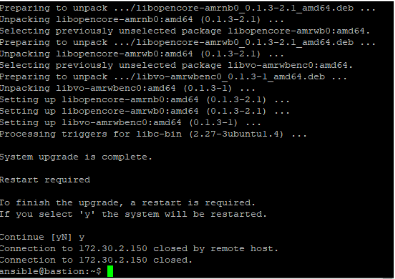 Preparing to unpack .../libopencore-amrnb0_0.1.3-2.1_amd64.deb ...
Unpacking libopencore-amrnb0:amd64 (0.1.3-2.1) ...
Selecting previously unselected package libopencore-amrwb0:amd64.
Preparing to unpack .../libopencore-amrwb0_0.1.3-2.1_amd64.deb ...
Unpacking libopencore-amrwb0:amd64 (0.1.3-2.1) ...
Selecting previously unselected package libvo-amrwbenc0:amd64.
Preparing to unpack .../libvo-amrwbenc0_0.1.3-1_amd64.deb ...
Unpacking libvo-amrwbenc0:amd64 (0.1.3-1) ...
Setting up libopencore-amrnb0:amd64 (0.1.3-2.1) ...
Setting up libopencore-amrwb0:amd64 (0.1.3-2.1) ...
Setting up libvo-amrwbenc0:amd64 (0.1.3-1) ...
Processing triggers for libc-bin (2.27-3ubuntu1.4) ...
System upgrade is complete.
Restart required
To finish the upgrade, a restart is required.
If you select 'y' the system will be restarted.
Continue [yN] y
Connection to 172.30.2.150 closed by remote host.
Connection to 172.30.2.150 closed.
ansible@bastion:~$